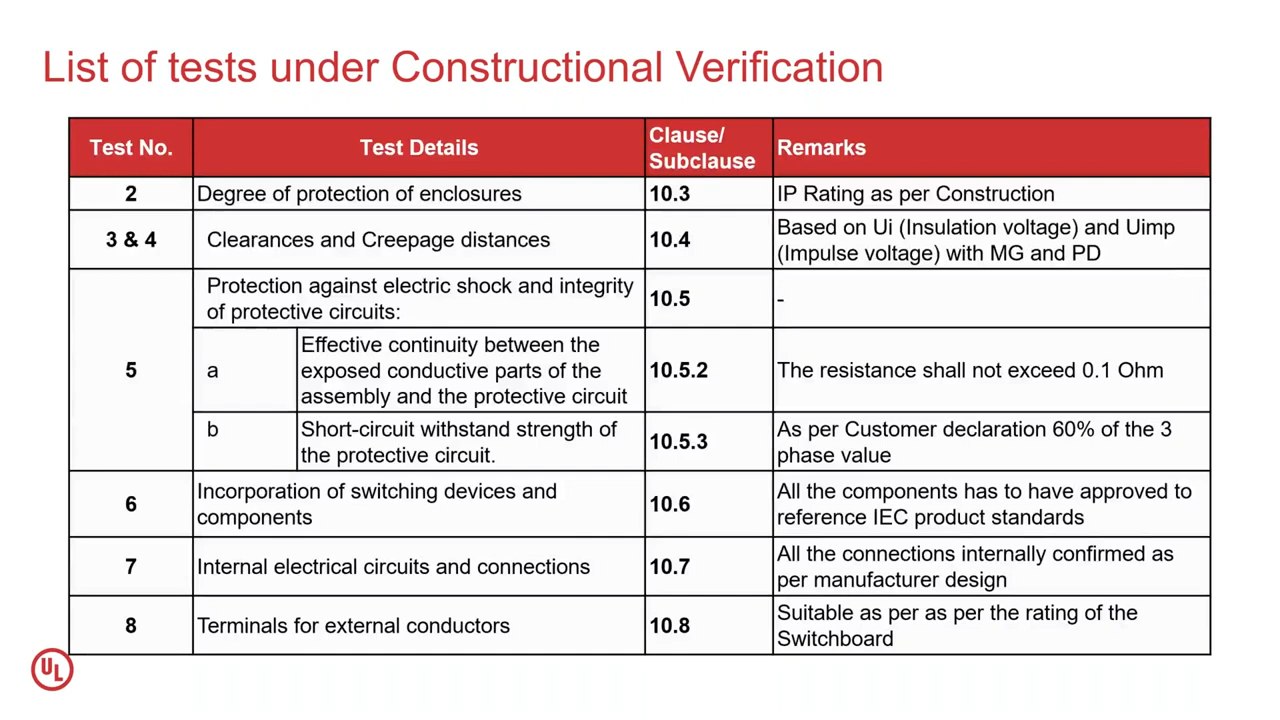 List of tests under Constructional Verification
Test No.
Test Details
Clause/
Subclause
Remarks
2
Degree of protection of enclosures
10.3
IP Rating as per Construction
3 & 4
Clearances and Creepage distances
10.4
Based on Ui (Insulation voltage) and Uimp
(Impulse voltage) with MG and PD
5
Protection against electric shock and integrity
of protective circuits:
10.5
-
a
Effective continuity between the
exposed conductive parts of the
assembly and the protective circuit
10.5.2
The resistance shall not exceed 0.1 Ohm
b
Short-circuit withstand strength of
the protective circuit.
10.5.3
As per Customer declaration 60% of the 3
phase value
6
Incorporation of switching devices and
components
10.6
All the components has to have approved to
reference IEC product standards
7
Internal electrical circuits and connections
10.7
All the connections internally confirmed as
per manufacturer design
8
Terminals for external conductors
10.8
Suitable as per as per the rating of the
Switchboard
UL